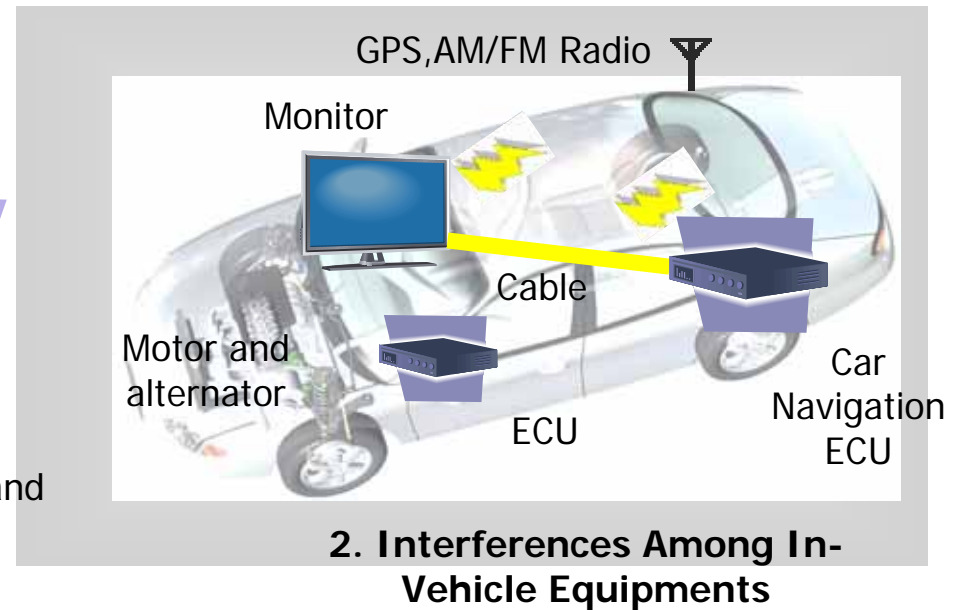 GPS,AM/FM Radio
Monitor
Cable
Motor and
alternator
ECU
Car
Navigation
ECU
and
2. Interferences Among In-
Vehicle Equipments